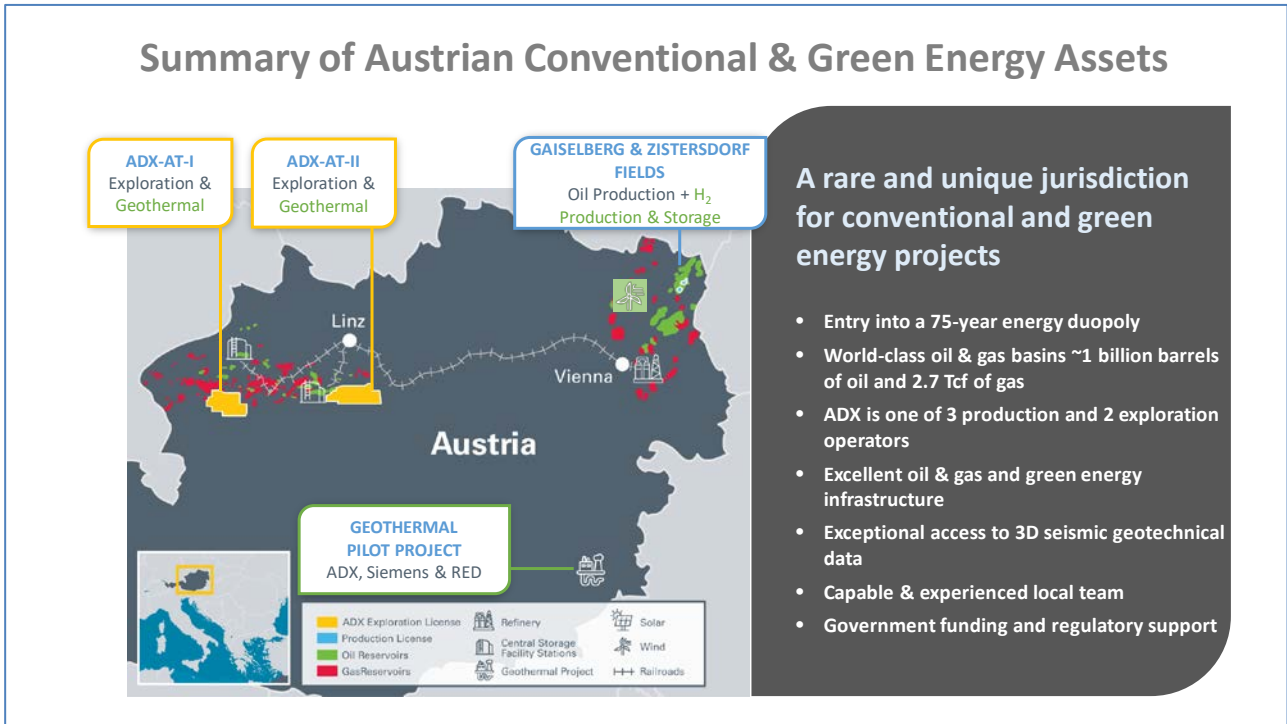 Summary of Austrian Conventional & Green Energy Assets
ADX-AT-I
Exploration &
Geothermal
ADX-AT-II
Exploration &
Geothermal
GAISELBERG & ZISTERSDORF
FIELDS
Oil Production + H₂
Production & Storage
Linz
Vienna
Austria
GEOTHERMAL
PILOT PROJECT
ADX, Siemens & RED
ADX Exploration License
Production License
Oil Reservoirs
GasReservoirs
Refinery
Central Storage
Facility Stations
Geothermal Project
Solar
Wind
Railroads
A rare and unique jurisdiction
for conventional and green
energy projects
• Entry into a 75-year energy duopoly
• World-class oil & gas basins ~1 billion barrels
of oil and 2.7 Tcf of gas
• ADX is one of 3 production and 2 exploration
operators
• Excellent oil & gas and green energy
infrastructure
• Exceptional access to 3D seismic geotechnical
data
• Capable & experienced local team
• Government funding and regulatory support